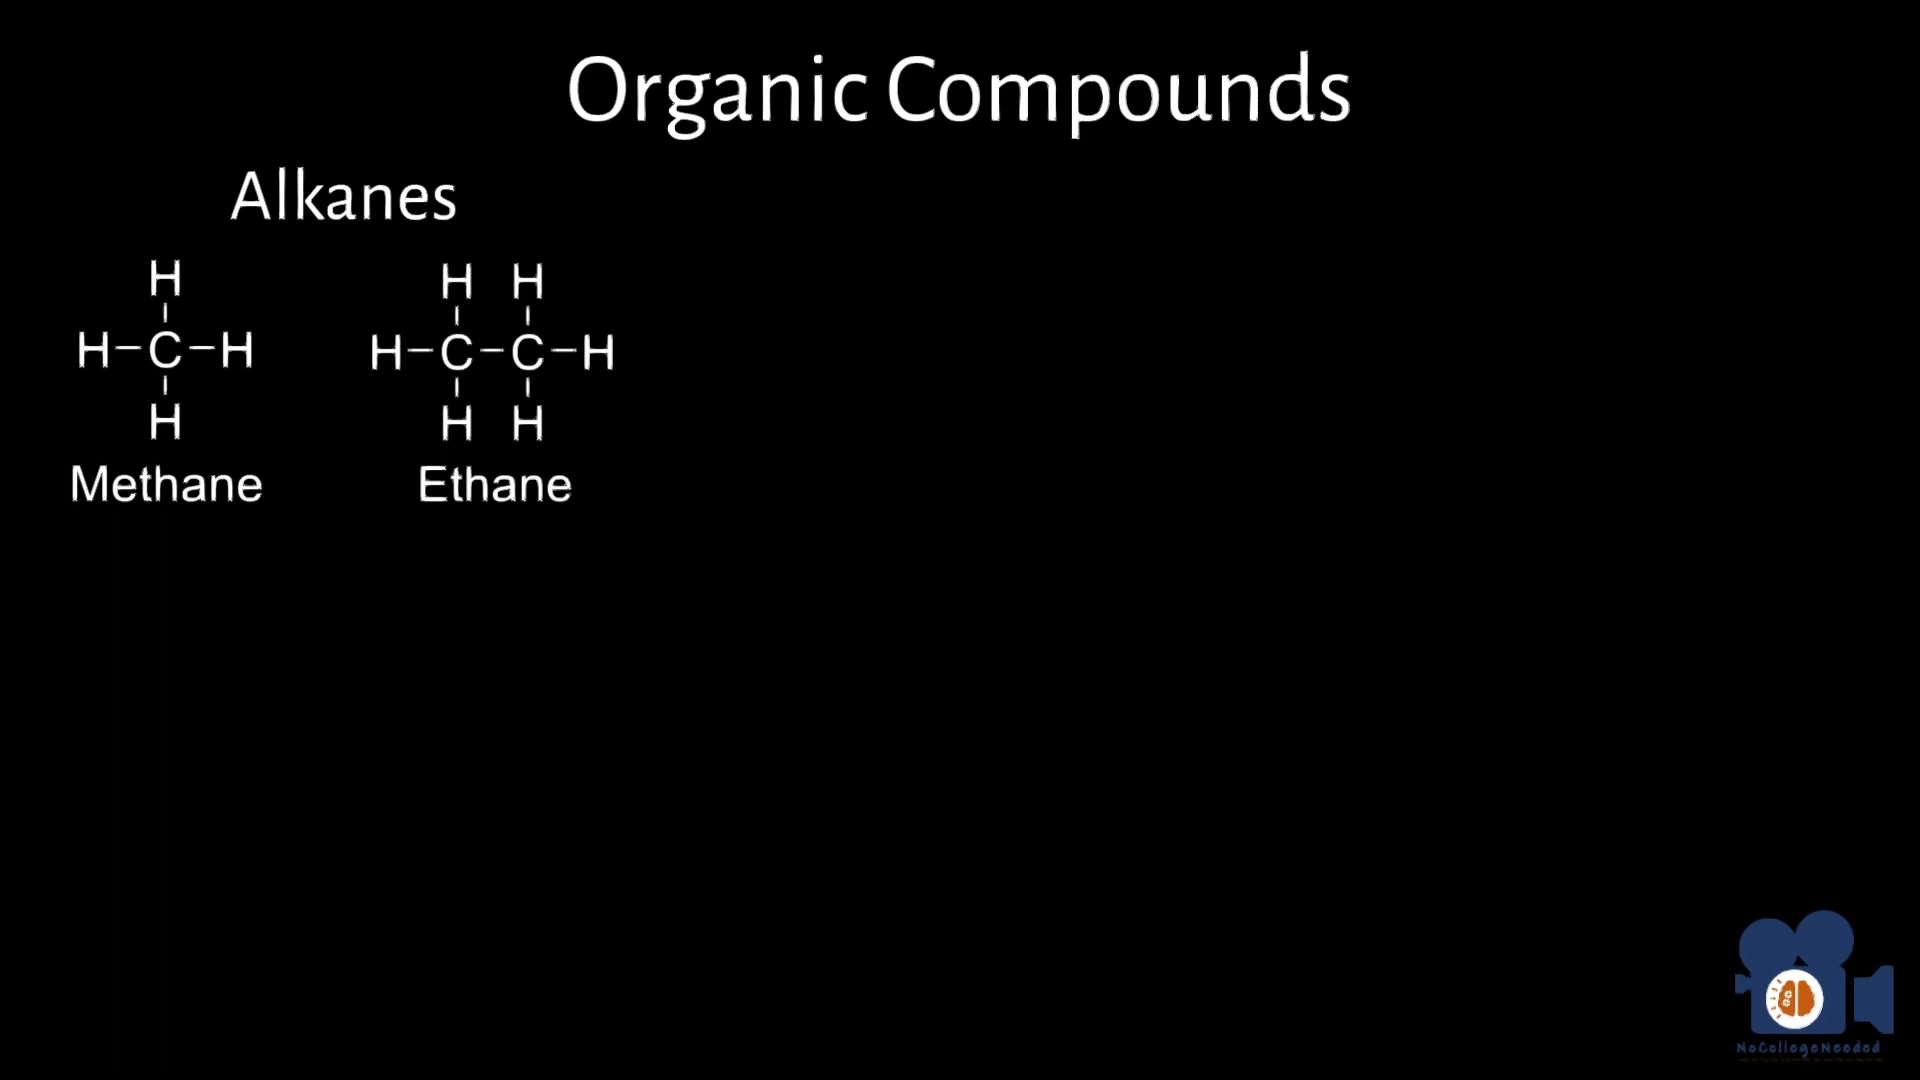 Organic Compounds
Alkanes
H H H
H-C-H H-C-C-H
H H H
Methane Ethane
NoCollegeNeeded